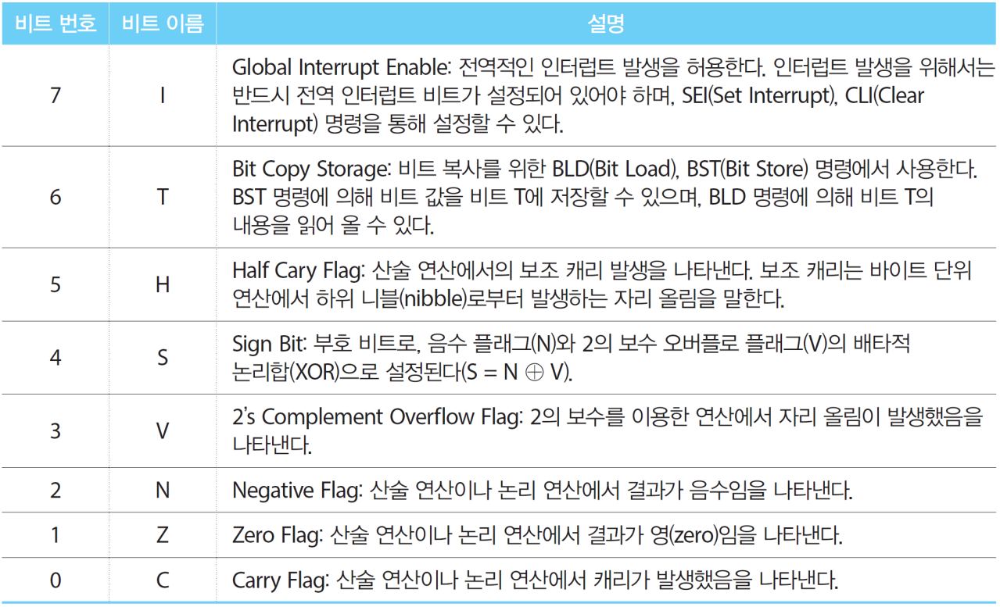 비트 번호 비트 이름 설명
Global Interrupt Enable: 전역적인 인터럽트 발생을 허용한다. 인터럽트 발생을 위해서는
7 I 반드시 전역 인터럽트 비트가 설정되어 있어야 하며, SEI(Set Interrupt), CLI(Clear
Interrupt) 명령을 통해 설정할 수 있다.
Bit Copy Storage: 비트 복사를 위한 BLD(Bit Load), BST(Bit Store) 명령에서 사용한다.
6 T BST 명령에 의해 비트 값을 비트 T에 저장할 수 있으며, BLD 명령에 의해 비트 T의
내용을 읽어 올 수 있다.
5 H Half Cary Flag: 산술 연산에서의 보조 캐리 발생을 나타낸다. 보조 캐리는 바이트 단위
연산에서 하위 니블(nibble)로부터 발생하는 자리 올림을 말한다.
4 S Sign Bit: 부호 비트로, 음수 플래그(N)와 2의 보수 오버플로 플래그(V)의 배타적
논리합(XOR)으로 설정된다(S = N ⊕ V).
3 V 2’s Complement Overflow Flag: 2의 보수를 이용한 연산에서 자리 올림이 발생했음을
나타낸다.
2 N Negative Flag: 산술 연산이나 논리 연산에서 결과가 음수임을 나타낸다.
1 Z Zero Flag: 산술 연산이나 논리 연산에서 결과가 영(zero)임을 나타낸다.
0 C Carry Flag: 산술 연산이나 논리 연산에서 캐리가 발생했음을 나타낸다.